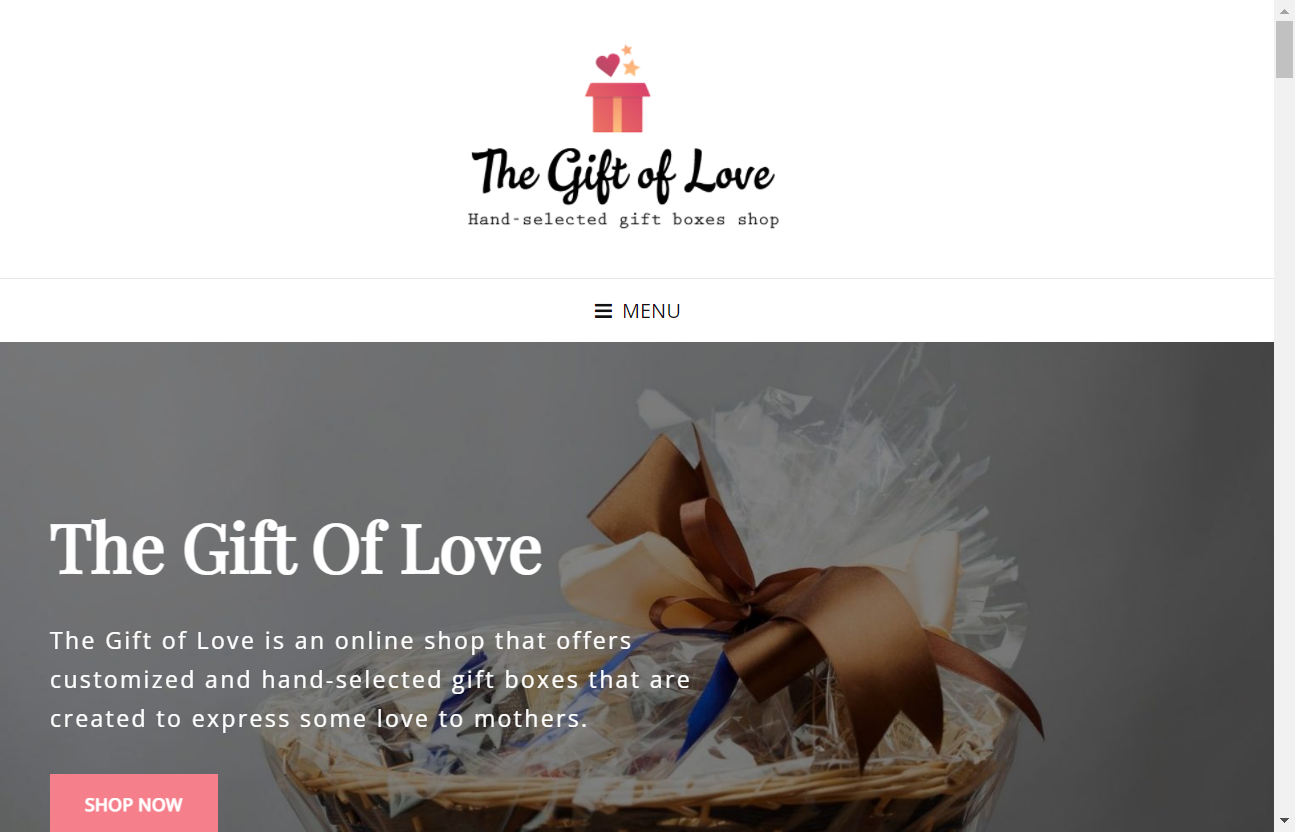 The Gift of Love
Hand-selected gift boxes shop
MENU
The Gift Of Love
The Gift of Love is an online shop that offers
customized and hand-selected gift boxes that are
created to express some love to mothers.
SHOP NOW